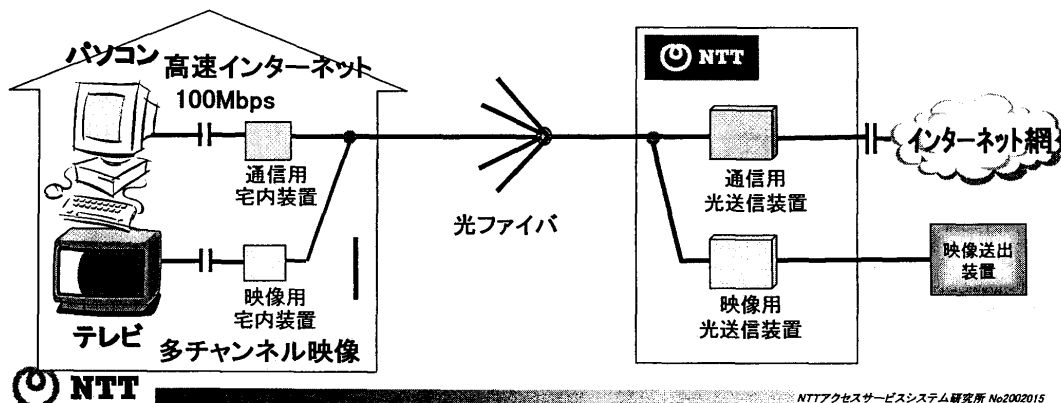 パソコン
高速インターネット
100Mbps
通信用
宅内装置
映像用
宅内装置
テレビ
多チャンネル映像
光ファイバ
NTT
通信用
光送信装置
映像用
光送信装置
インターネット網
映像送出
装置
NTT
NTTアクセスサービスシステム研究所 No2002015